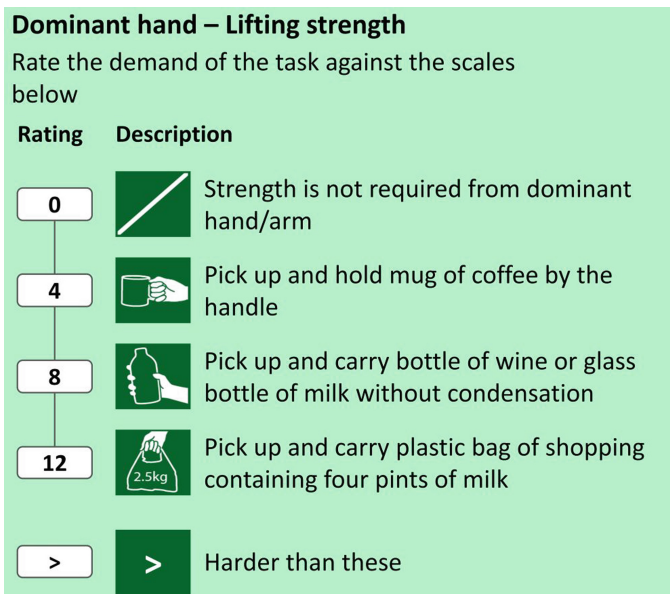 Dominant hand – Lifting strength
Rate the demand of the task against the scales
below
Rating Description
0 Strength is not required from dominant
hand/arm
4 Pick up and hold mug of coffee by the
handle
8 Pick up and carry bottle of wine or glass
bottle of milk without condensation
12 Pick up and carry plastic bag of shopping
2.5kg containing four pints of milk
> > Harder than these